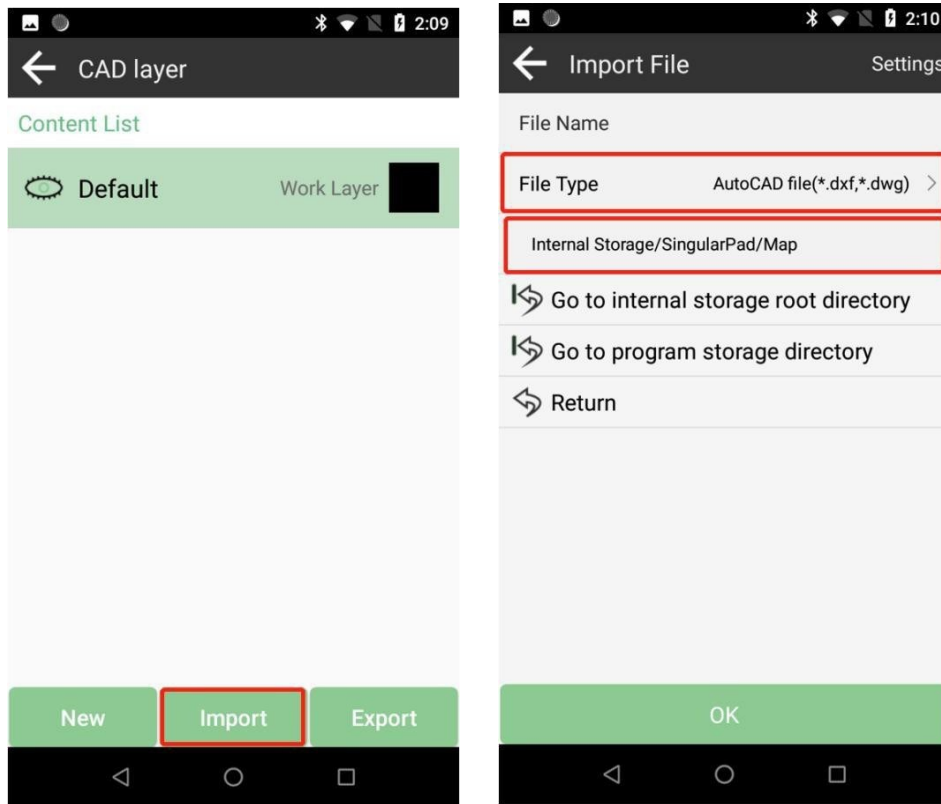 2:09
CAD layer
Content List
Default Work Layer
New Import Export
2:10
Import File Settings
File Name
File Type AutoCAD file(*.dxf,*.dwg)
Internal Storage/SingularPad/Map
Go to internal storage root directory
Go to program storage directory
Return
OK